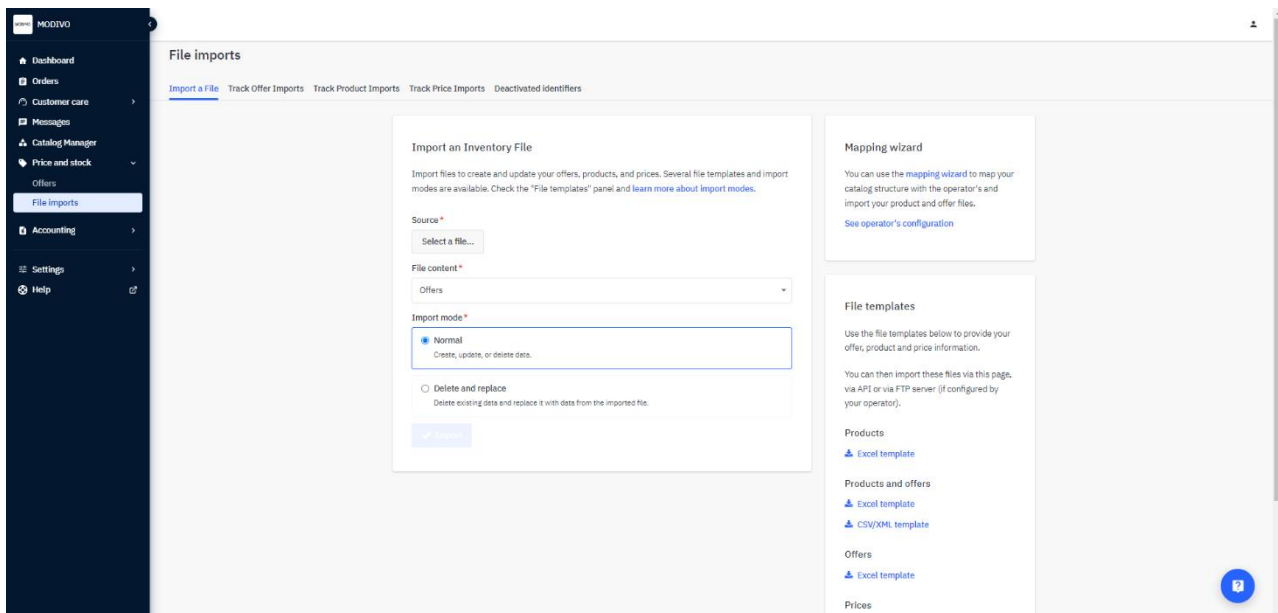 MODIVO
Dashboard
Orders
Customer care
Messages
Catalog Manager
Price and stock
Offers
File imports
Accounting
Settings
Help
File imports
Import a File Track Offer Imports Track Product Imports Track Price Imports Deactivated identifiers
Import an Inventory File
Import files to create and update your offers, products, and prices. Several file templates and import
modes are available. Check the "File templates" panel and learn more about import modes.
Source*
Select a file...
File content*
Offers
Import mode*
Normal
Create, update, or delete data.
Delete and replace
Delete existing data and replace it with data from the imported file.
Import
Mapping wizard
You can use the mapping wizard to map your
catalog structure with the operator's and
import your product and offer files.
See operator's configuration
File templates
Use the file templates below to provide your
offer, product and price information.
You can then import these files via this page,
via API or via FTP server (if configured by
your operator).
Products
Excel template
Products and offers
Excel template
CSV/XML template
Offers
Excel template
Prices